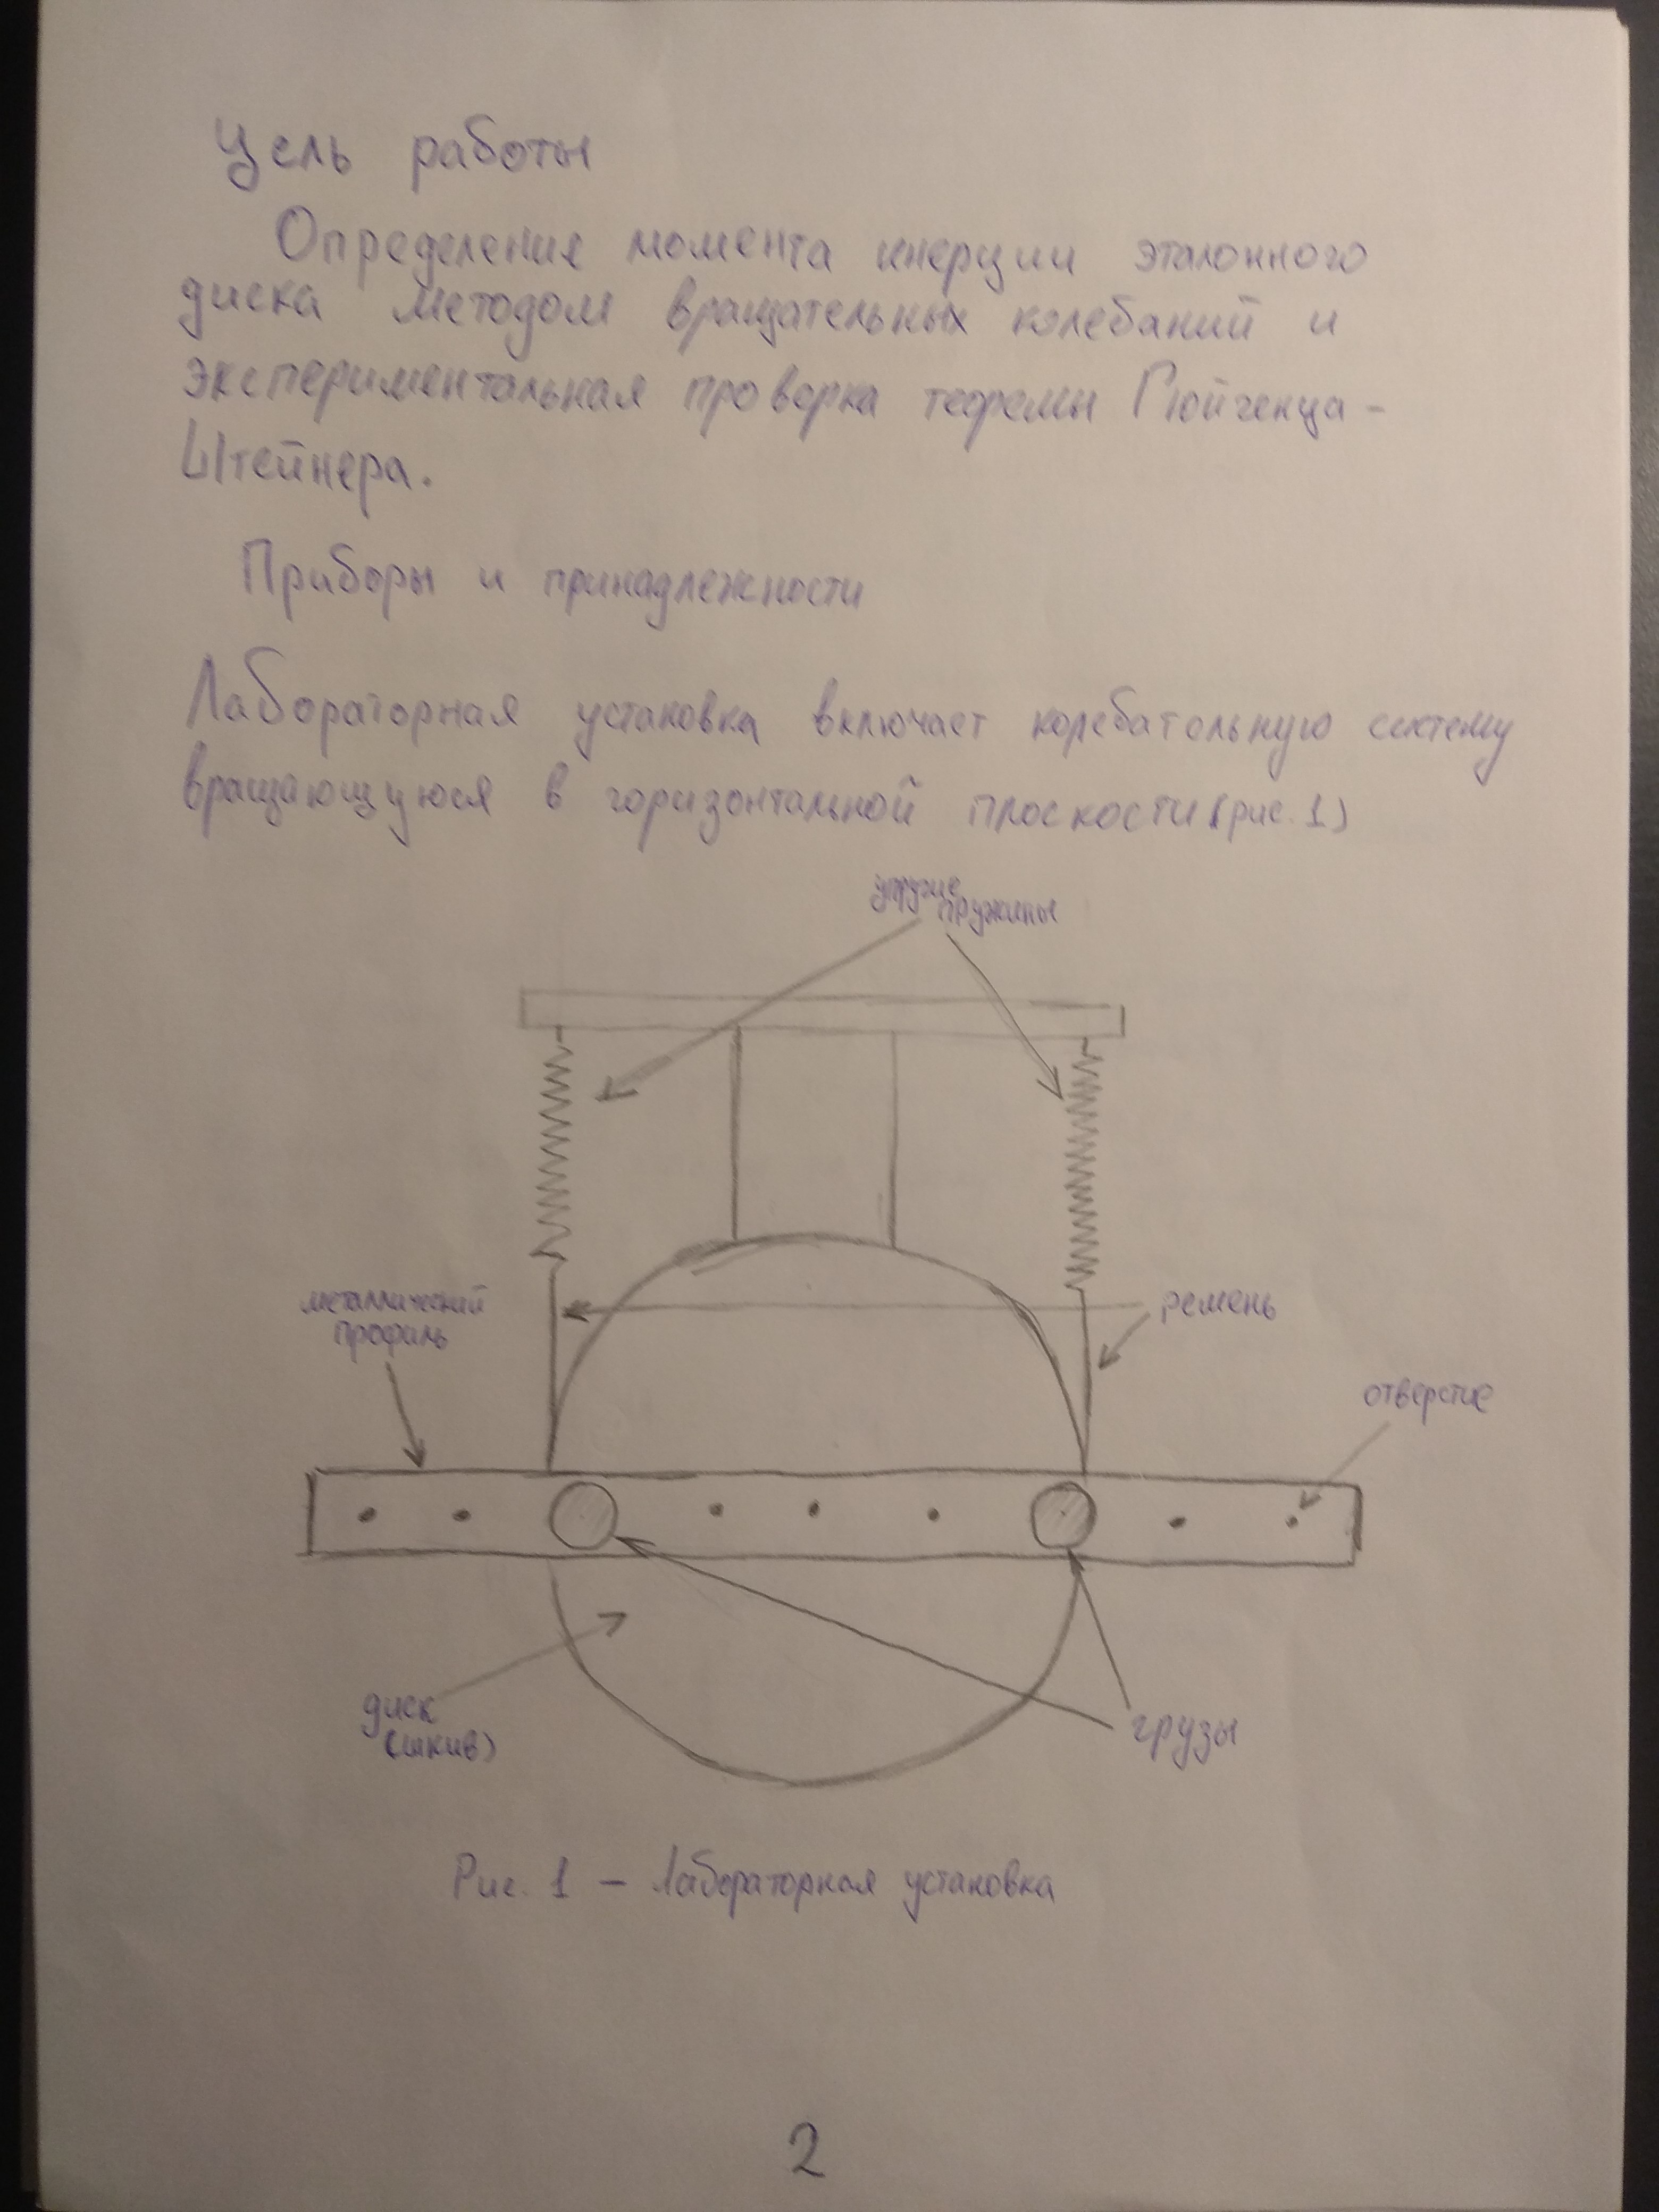 Цель работы
Определения момента инерции эталонного
диска методом вращательных колебаний и
экспериментальная проверка теоремы Гюйгенца-
Штейнера.
Приборы и принадлежности
Лабораторная установка включает колебательную систему
вращающуюся в горизонтальной плоскости (рис. 1)
упругие
пружины
металлический
профиль
ремень
отверстие
диск
(шкив)
грузы
Рис. 1 - Лабораторная установка
2